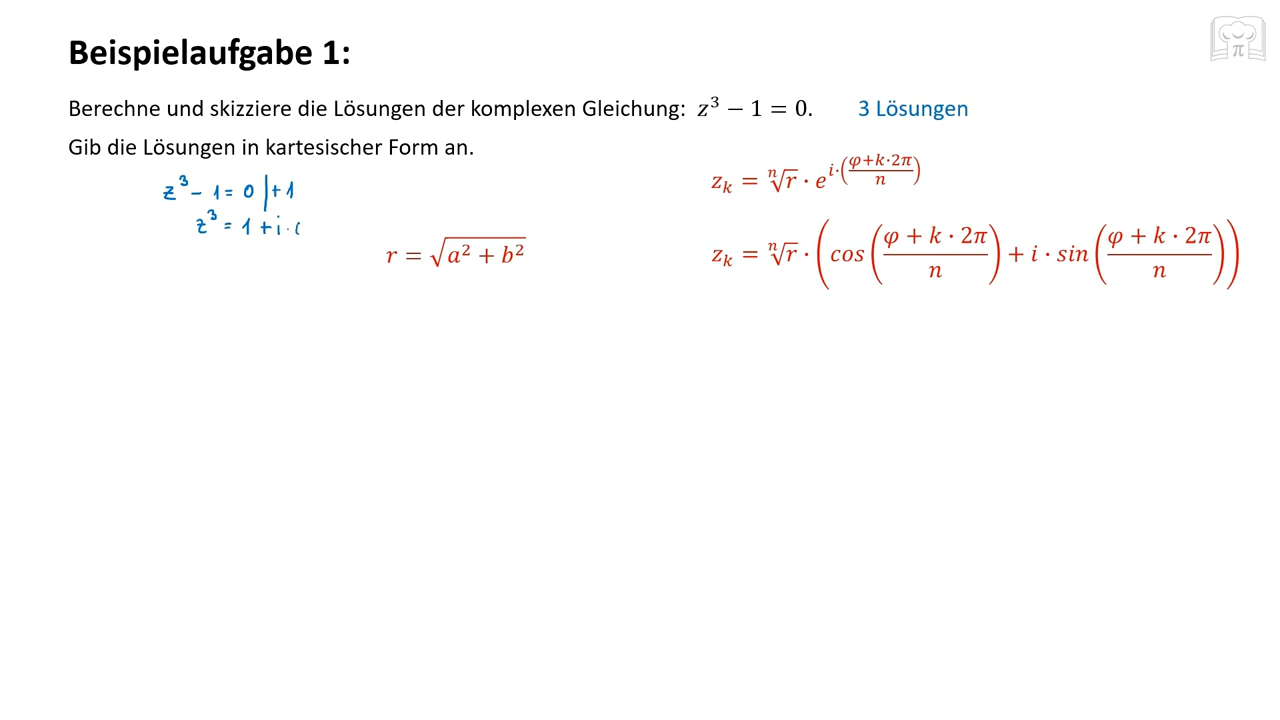 Beispielaufgabe 1:
Berechne und skizziere die Lösungen der komplexen Gleichung: z³ − 1 = 0. 3 Lösungen
Gib die Lösungen in kartesischer Form an.
z_k = ⁿ√r · e^(i·((φ+k·2π)/n))
z³ − 1 = 0 | +1
z³ = 1 + i ·
r = √(a² + b²)
z_k = ⁿ√r · (cos((φ + k · 2π)/n) + i · sin((φ + k · 2π)/n))
π